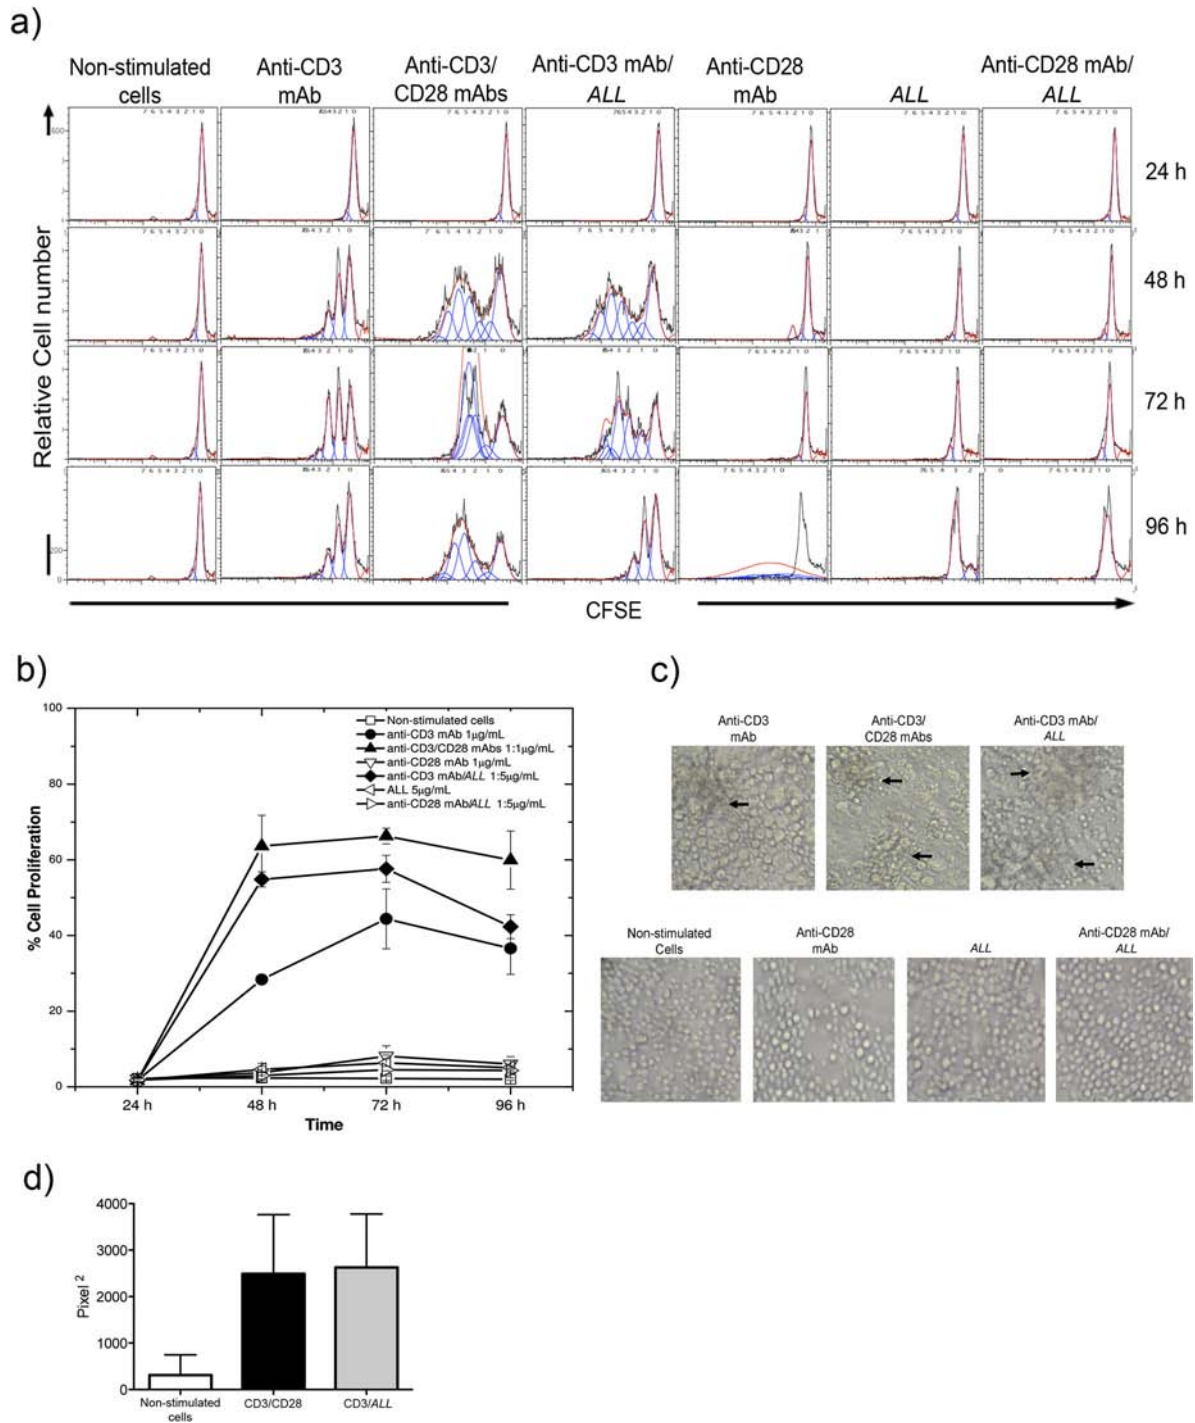 a)
Non-stimulated cells
Anti-CD3 mAb
Anti-CD3/ CD28 mAbs
Anti-CD3 mAb/ ALL
Anti-CD28 mAb
ALL
Anti-CD28 mAb/ ALL
Relative Cell number
24 h
48 h
72 h
96 h
CFSE
b)
100
80
60
40
20
0
% Cell Proliferation
Non-stimulated cells
anti-CD3 mAb 1µg/mL
anti-CD3/CD28 mAbs 1:1µg/mL
anti-CD28 mAb 1µg/mL
anti-CD3 mAb/ALL 1:5µg/mL
ALL 5µg/mL
anti-CD28 mAb/ALL 1:5µg/mL
24 h 48 h 72 h 96 h
Time
c)
Anti-CD3
mAb
Anti-CD3/
CD28 mAbs
Anti-CD3 mAb/
ALL
Non-stimulated
Cells
Anti-CD28
mAb
ALL
Anti-CD28 mAb/
ALL
d)
4000
3000
2000
1000
0
Pixel 2
Non-stimulated
cells
CD3/CD28
CD3/ALL